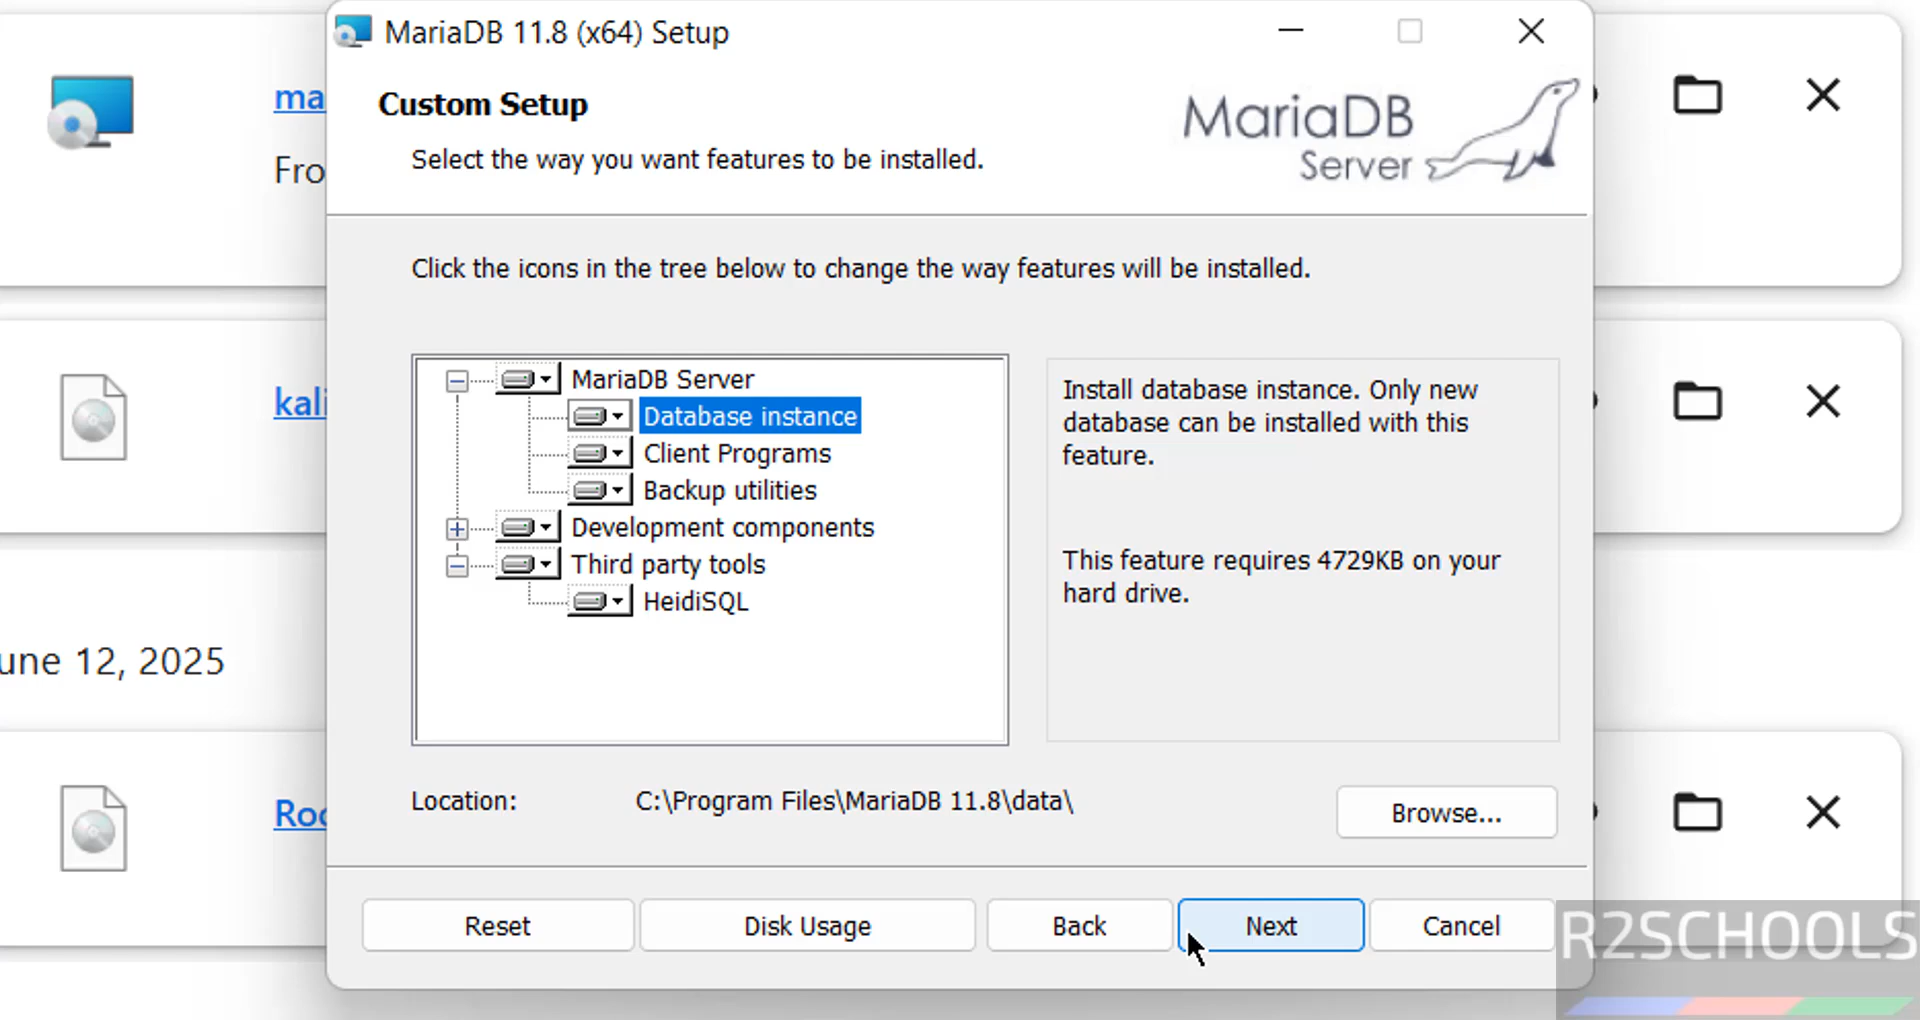 MariaDB 11.8 (x64) Setup
Custom Setup
Select the way you want features to be installed.
MariaDB
Server
Click the icons in the tree below to change the way features will be installed.
MariaDB Server
Database instance
Client Programs
Backup utilities
Development components
Third party tools
HeidiSQL
Install database instance. Only new
database can be installed with this
feature.
This feature requires 4729KB on your
hard drive.
Location:
C:\Program Files\MariaDB 11.8\data\
Browse...
Reset
Disk Usage
Back
Next
Cancel
ma
Fro
kali
une 12, 2025
Roc
R2SCHOOLS